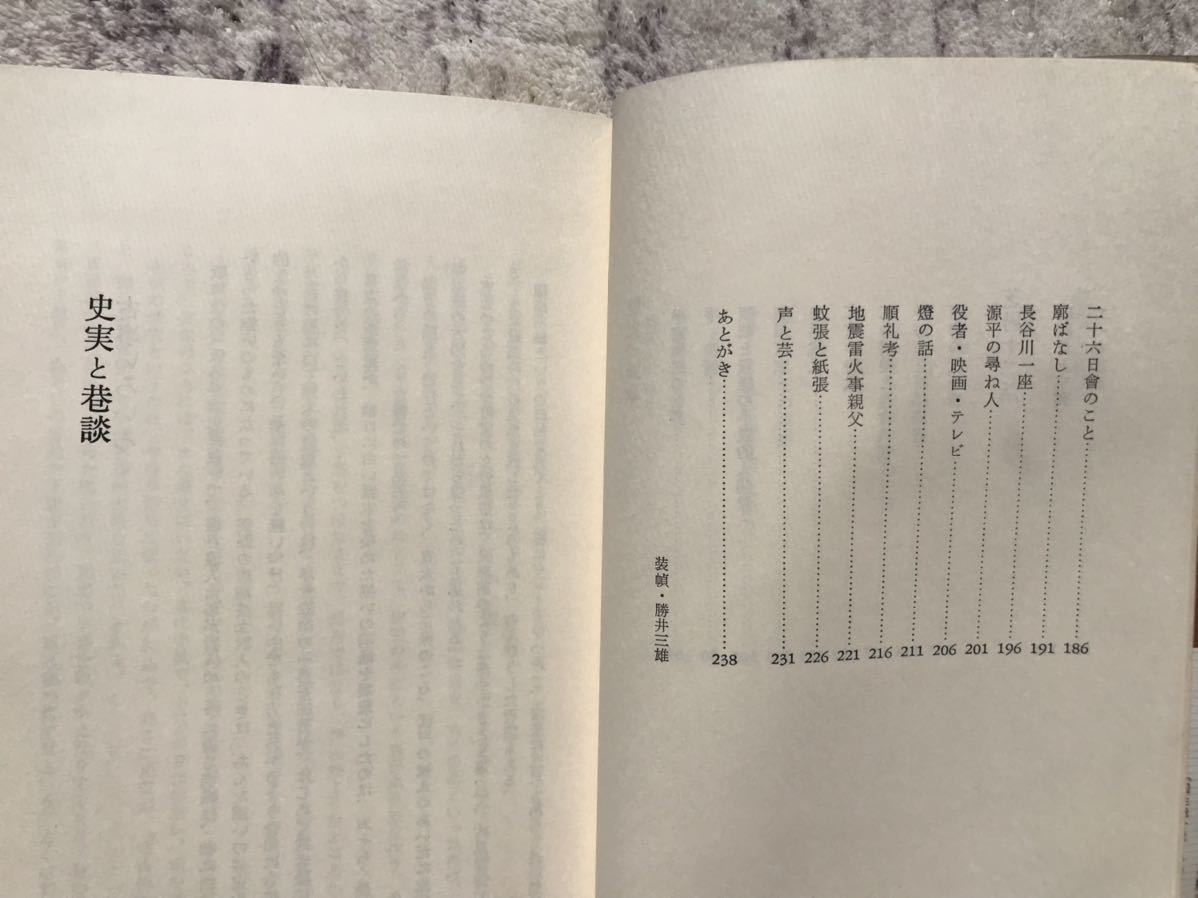 二十六日會のこと……186
廓ばなし……191
長谷川一座……196
源平の尋ね人……201
役者・映画・テレビ……206
燈の話……211
順礼考……216
地震雷火事親父……221
蚊張と紙張……226
声と芸……231
あとがき……238
装幀・勝井三雄
史実と巷談